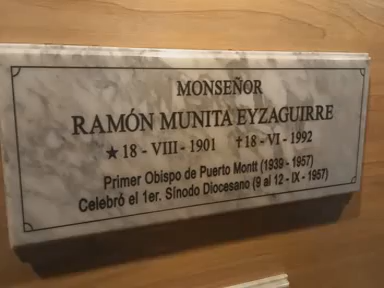 MONSEÑOR
RAMÓN MUNITA EYZAGUIRRE
★ 18 - VIII - 1901 ✝ 18 - VI - 1992
Primer Obispo de Puerto Montt (1939 - 1957)
Celebró el 1er. Sínodo Diocesano (9 al 12 - IX - 1957)